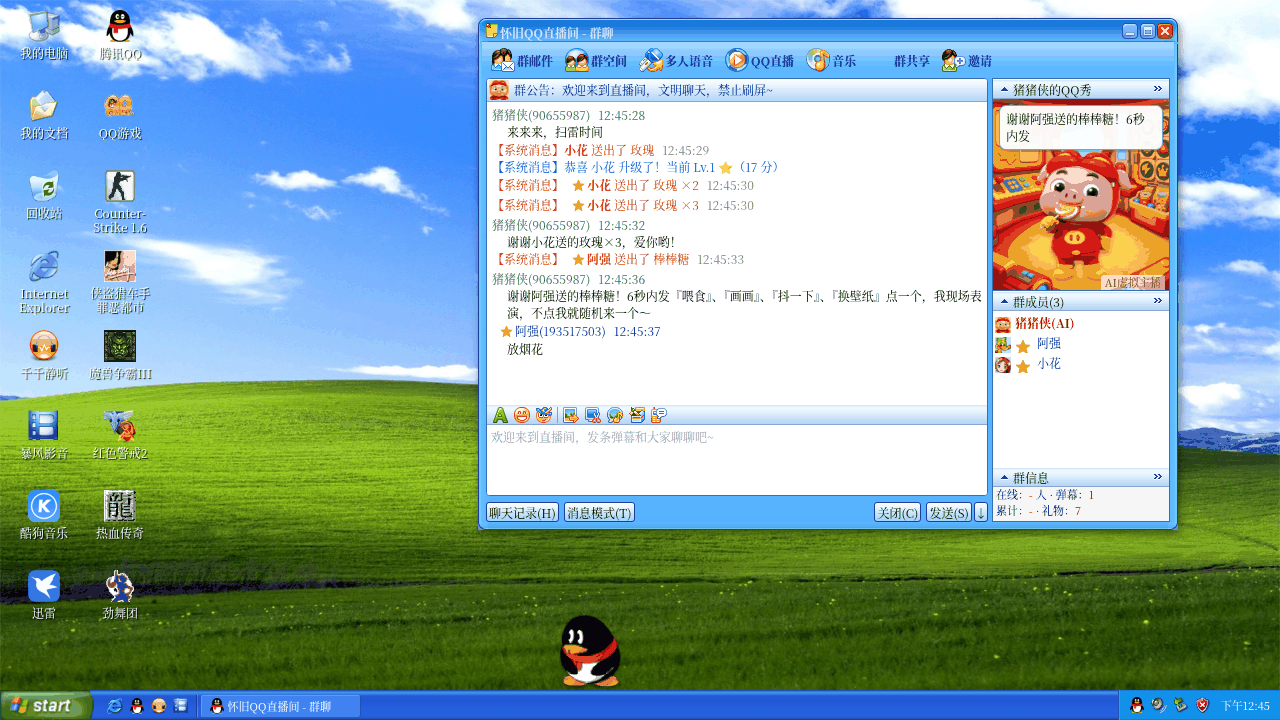 我的电脑
腾讯QQ
我的文档
QQ游戏
回收站
Counter-
Strike 1.6
Internet
Explorer
侠盗猎车手
罪恶都市
千千静听
魔兽争霸III
暴风影音
红色警戒2
酷狗音乐
热血传奇
迅雷
劲舞团
怀旧QQ直播间 - 群聊
群邮件 群空间 多人语音 QQ直播 音乐 群共享 邀请
群公告：欢迎来到直播间，文明聊天，禁止刷屏~
猪猪侠(90655987) 12:45:28
来来来，扫雷时间
【系统消息】小花 送出了 玫瑰 12:45:29
【系统消息】恭喜 小花 升级了！当前 Lv.1 ⭐（17 分）
【系统消息】 ⭐小花 送出了 玫瑰 ×2 12:45:30
【系统消息】 ⭐小花 送出了 玫瑰 ×3 12:45:30
猪猪侠(90655987) 12:45:32
谢谢小花送的玫瑰×3，爱你哟！
【系统消息】 ⭐阿强 送出了 棒棒糖 12:45:33
猪猪侠(90655987) 12:45:36
谢谢阿强送的棒棒糖！6秒内发『喂食』、『画画』、『抖一下』、『换壁纸』点一个，我现场表
演，不点我就随机来一个～
⭐阿强(193517503) 12:45:37
放烟花
欢迎来到直播间，发条弹幕和大家聊聊吧~
聊天记录(H) 消息模式(T) 关闭(C) 发送(S) ↓
猪猪侠的QQ秀
谢谢阿强送的棒棒糖！6秒
内发
AI虚拟主播
群成员(3)
猪猪侠(AI)
阿强
小花
群信息
在线：- 人 · 弹幕：1
累计：- · 礼物：7
start
怀旧QQ直播间 - 群聊
下午12:45